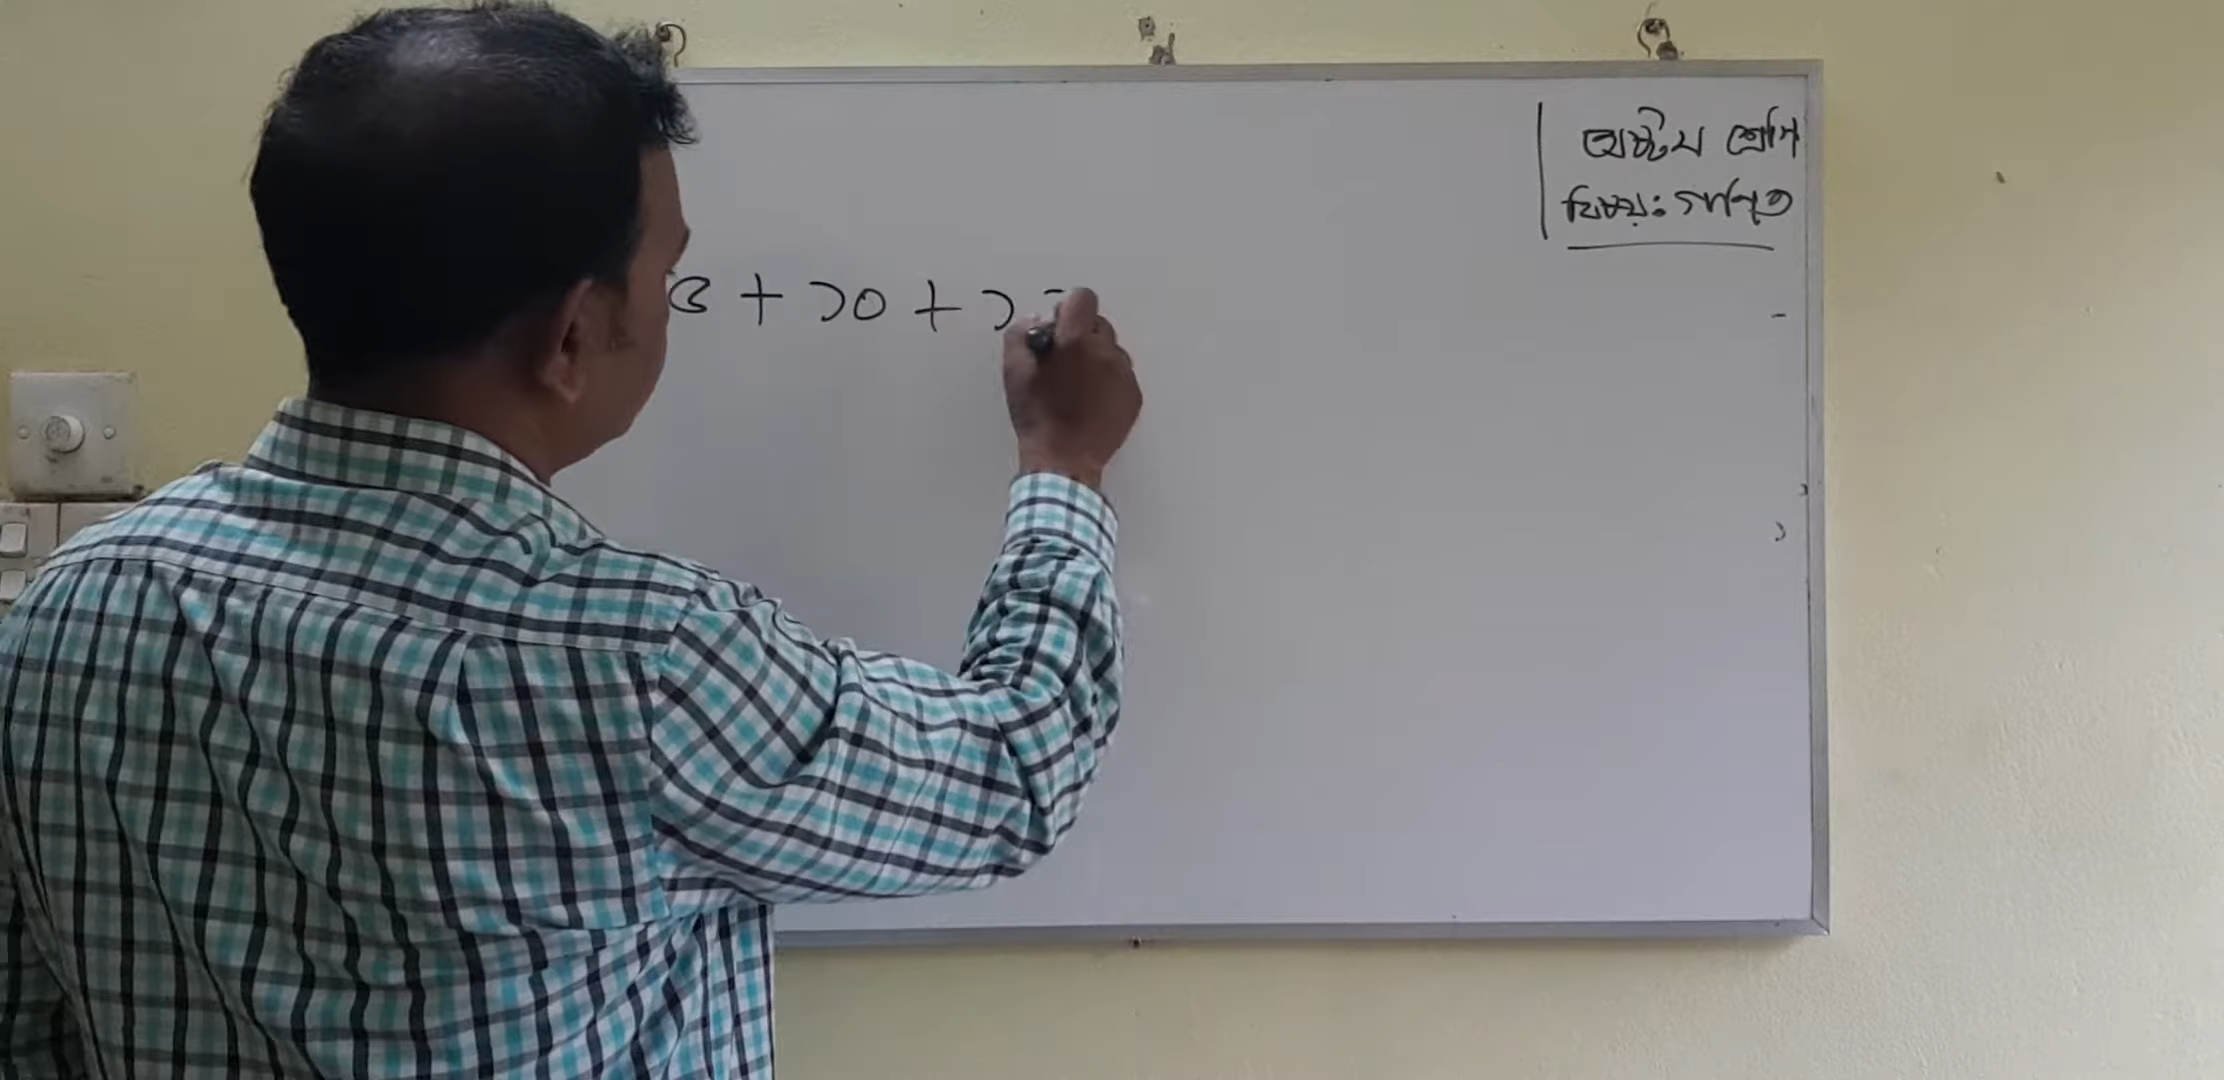 অষ্টম শ্রেণি
বিষয়: গণিত
+ ১০ + ১